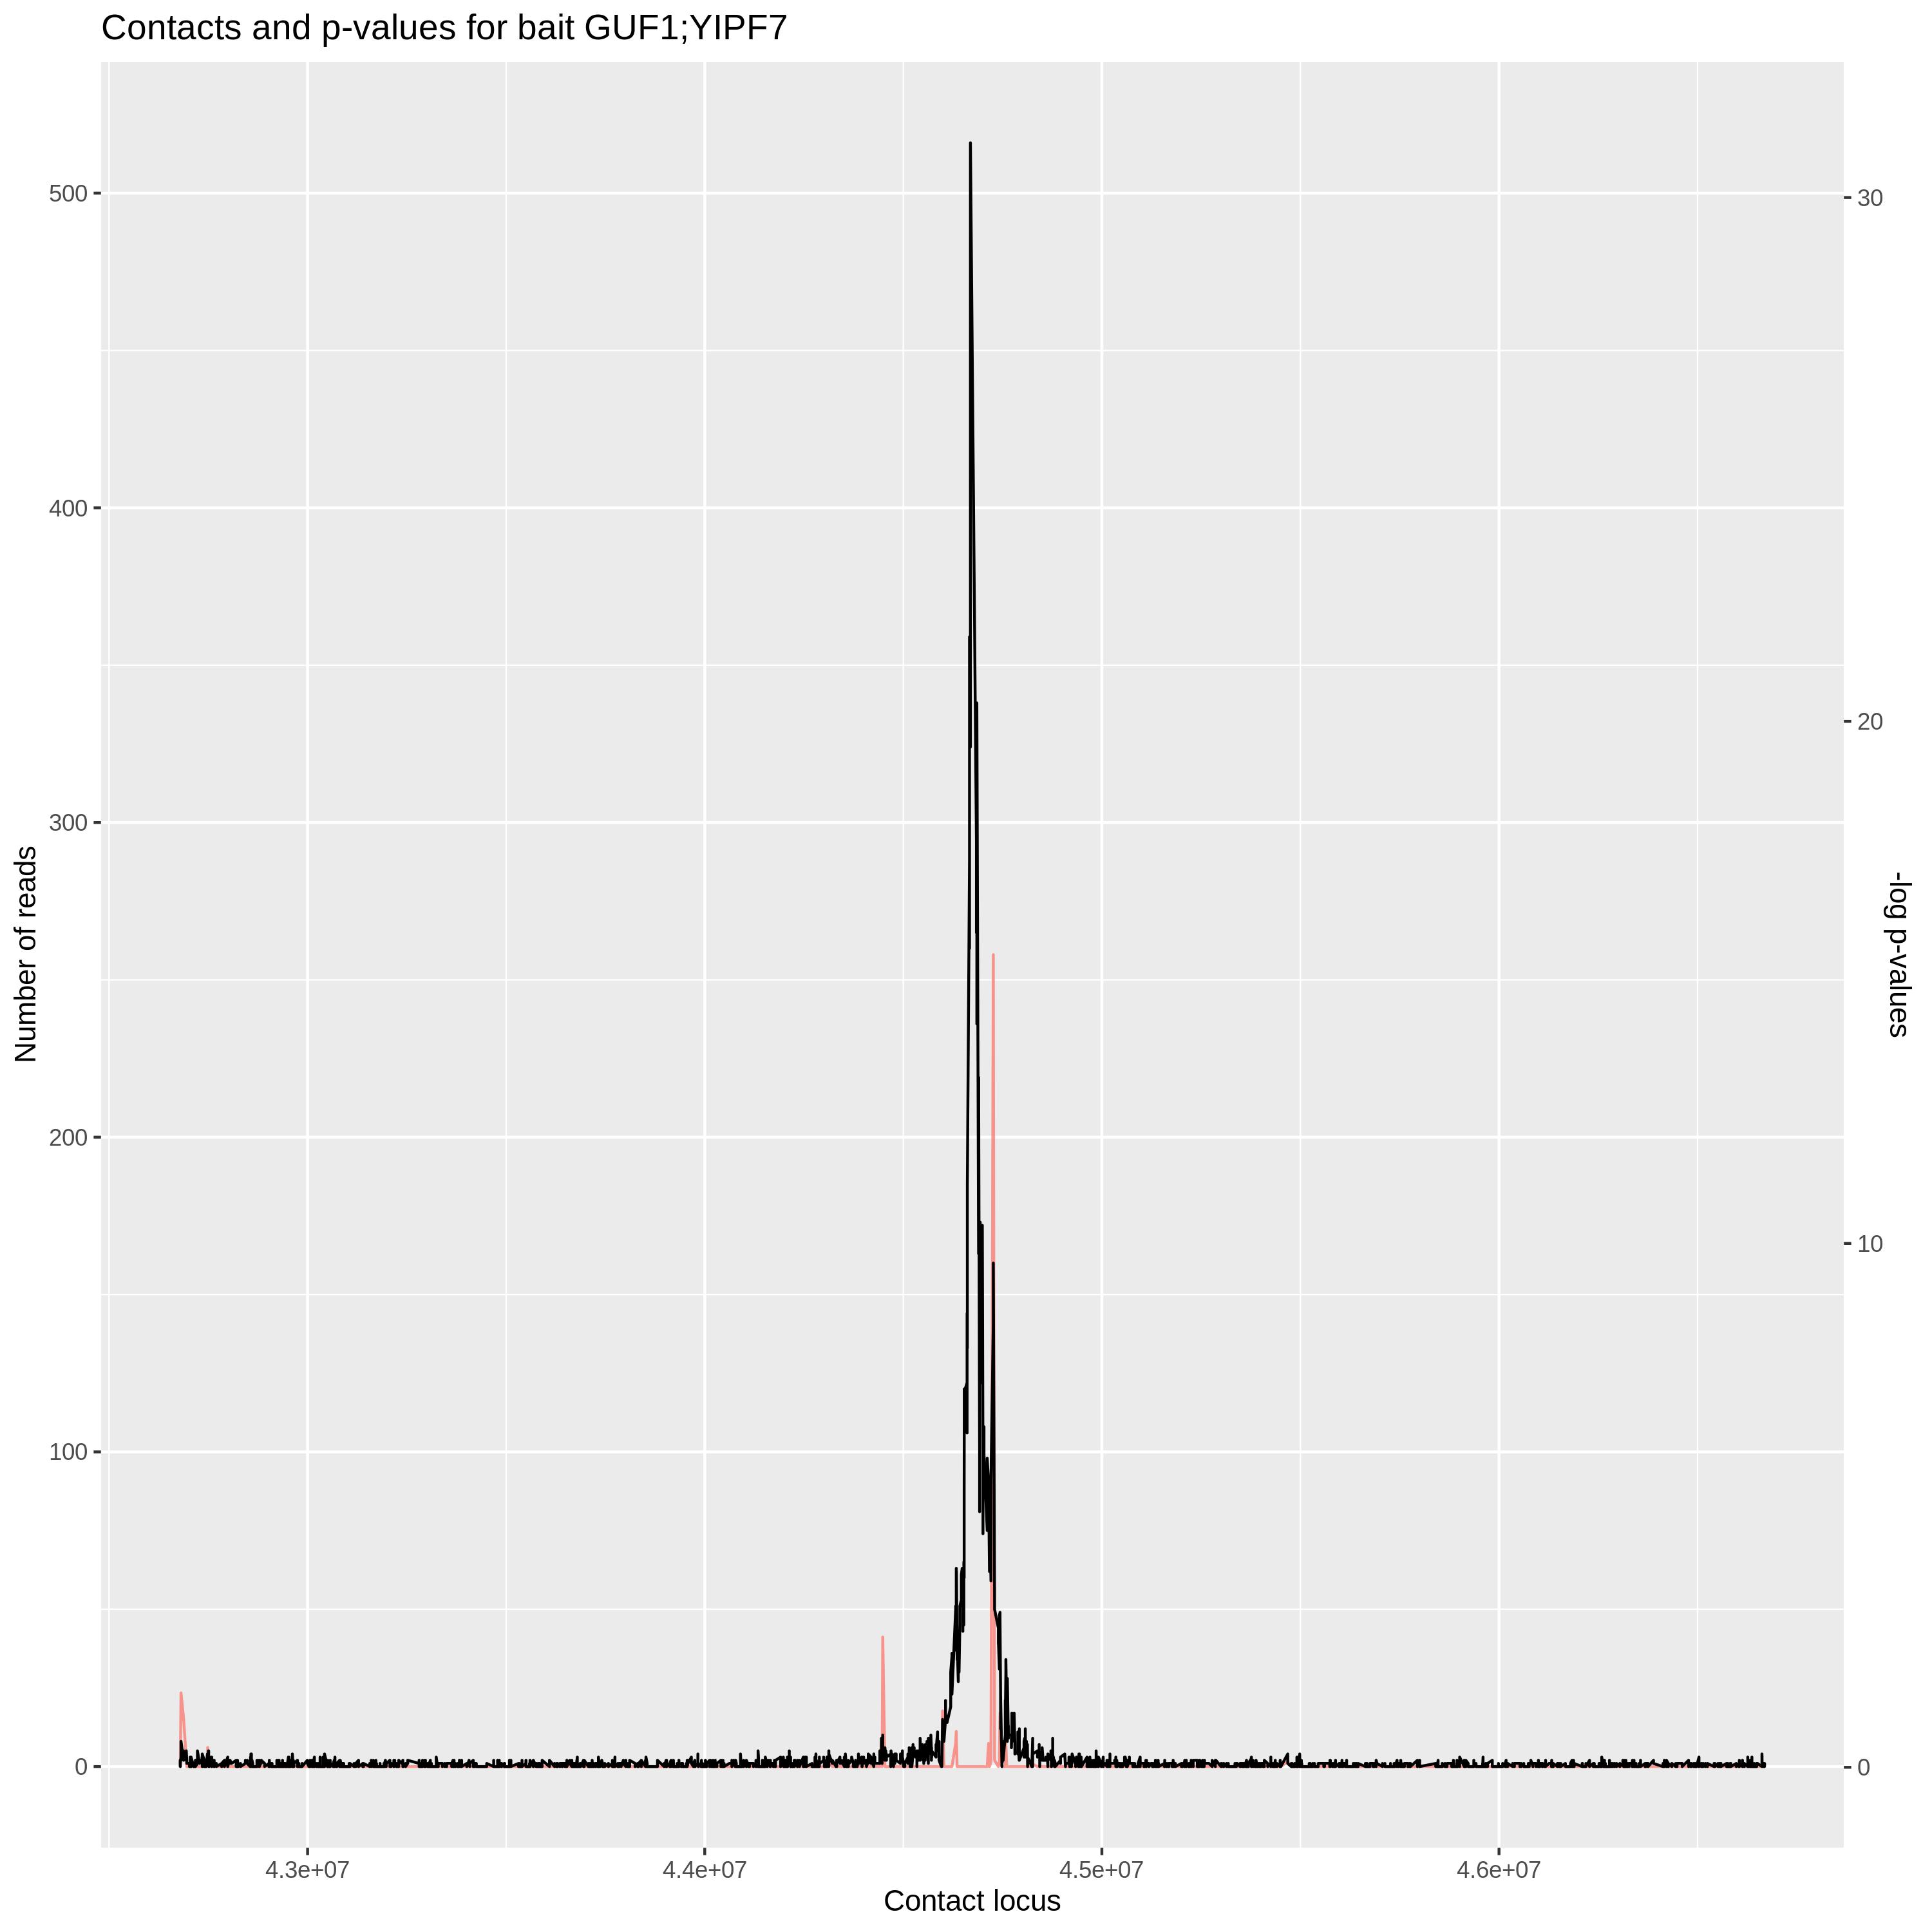 Contacts and p-values for bait GUF1;YIPF7
Number of reads
500
400
300
200
100
0
30
20
10
0
-log p-values
4.3e+07
4.4e+07
4.5e+07
4.6e+07
Contact locus